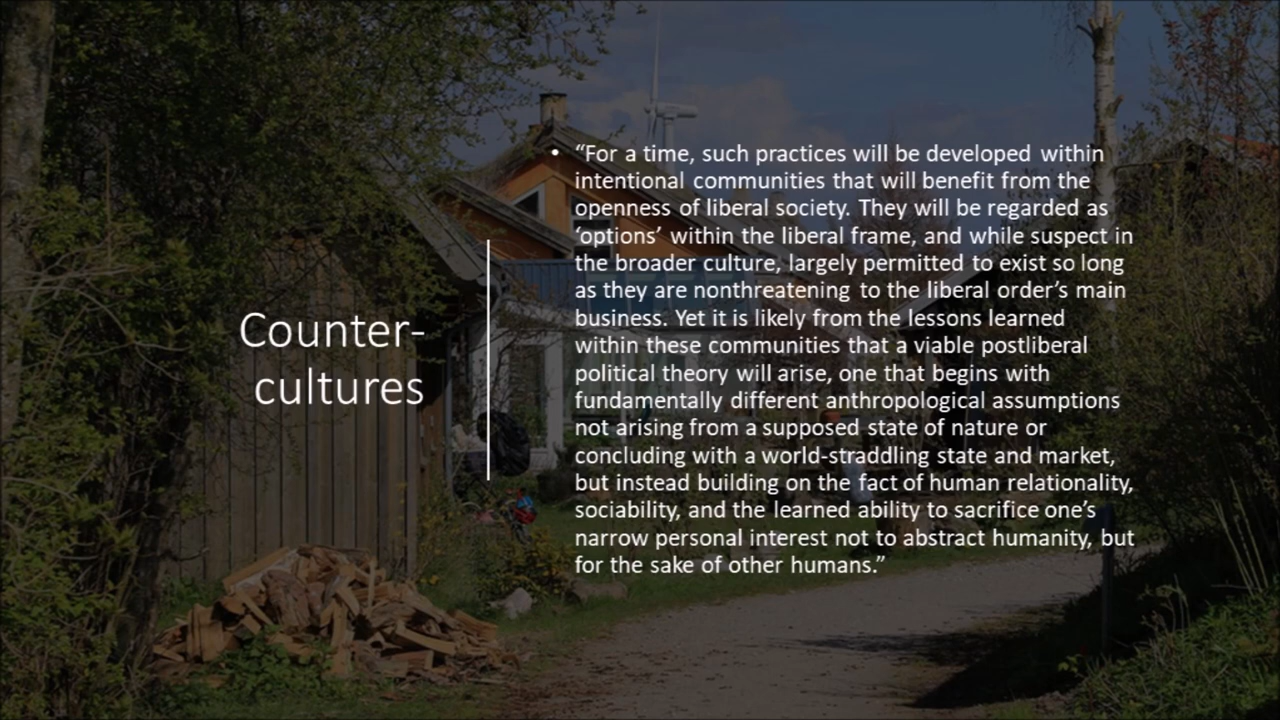 Counter-
cultures
• “For a time, such practices will be developed within
intentional communities that will benefit from the
openness of liberal society. They will be regarded as
‘options’ within the liberal frame, and while suspect in
the broader culture, largely permitted to exist so long
as they are nonthreatening to the liberal order’s main
business. Yet it is likely from the lessons learned
within these communities that a viable postliberal
political theory will arise, one that begins with
fundamentally different anthropological assumptions
not arising from a supposed state of nature or
concluding with a world-straddling state and market,
but instead building on the fact of human relationality,
sociability, and the learned ability to sacrifice one’s
narrow personal interest not to abstract humanity, but
for the sake of other humans.”